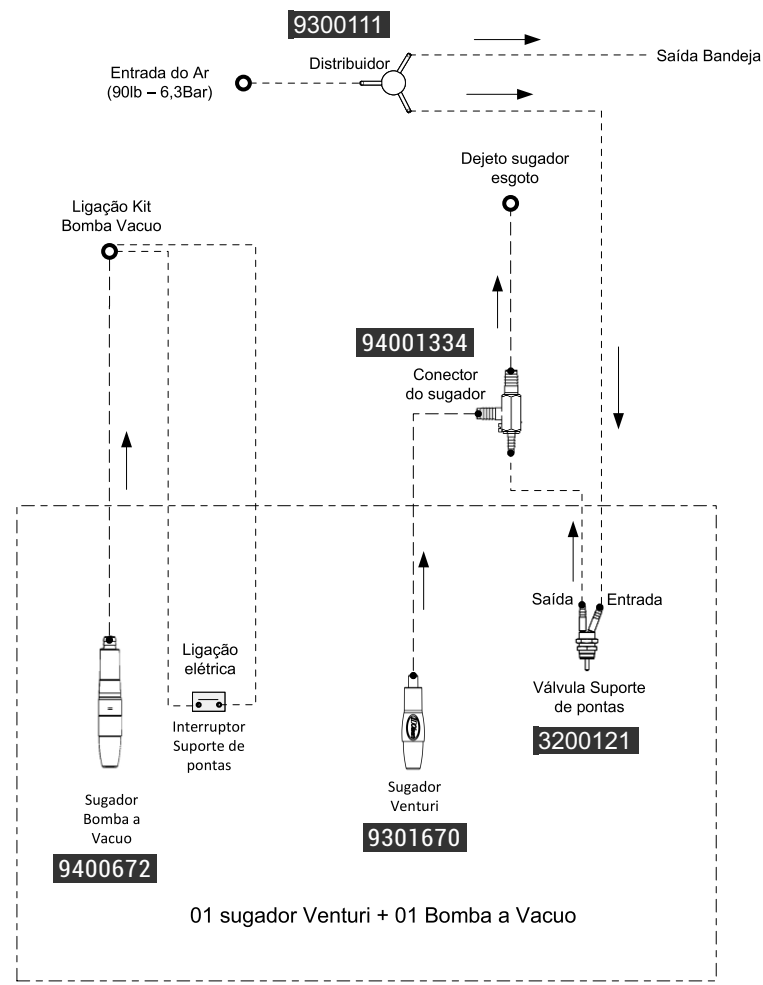 9300111
Distribuidor
Saída Bandeja
Entrada do Ar
(90lb – 6,3Bar)
Dejeto sugador
esgoto
Ligação Kit
Bomba Vacuo
94001334
Conector
do sugador
Saída
Entrada
Ligação
elétrica
Válvula Suporte
de pontas
3200121
Interruptor
Suporte de
pontas
Sugador
Venturi
9301670
Sugador
Bomba a
Vacuo
9400672
01 sugador Venturi + 01 Bomba a Vacuo